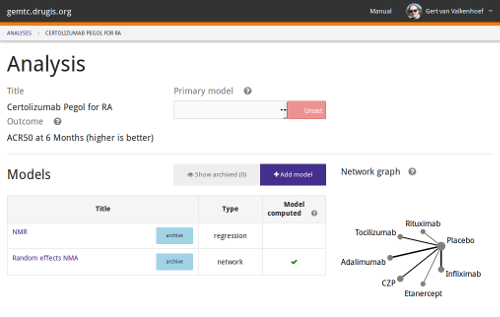 gemtc.drugis.org
Manual
Gert van Valkenhoef
ANALYSES / CERTOLIZUMAB PEGOL FOR RA
Analysis
Title
Primary model
Certolizumab Pegol for RA
-- Unset
Outcome
ACR50 at 6 Months (higher is better)
Models
Show archived (0)
+ Add model
Network graph
Title Type Model computed
NMR archive regression
Random effects NMA archive network
Rituximab
Tocilizumab
Placebo
Adalimumab
Infliximab
CZP
Etanercept